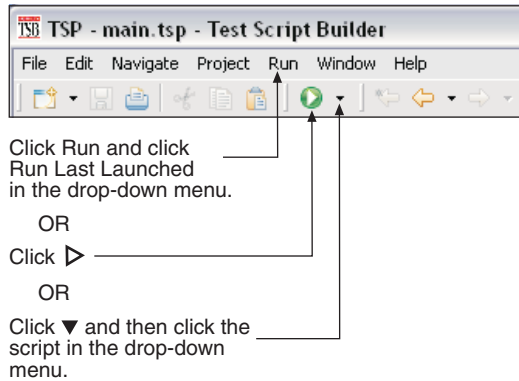 TSB TSP - main.tsp - Test Script Builder
File Edit Navigate Project Run Window Help
Click Run and click
Run Last Launched
in the drop-down menu.
OR
Click
OR
Click ▼ and then click the
script in the drop-down
menu.